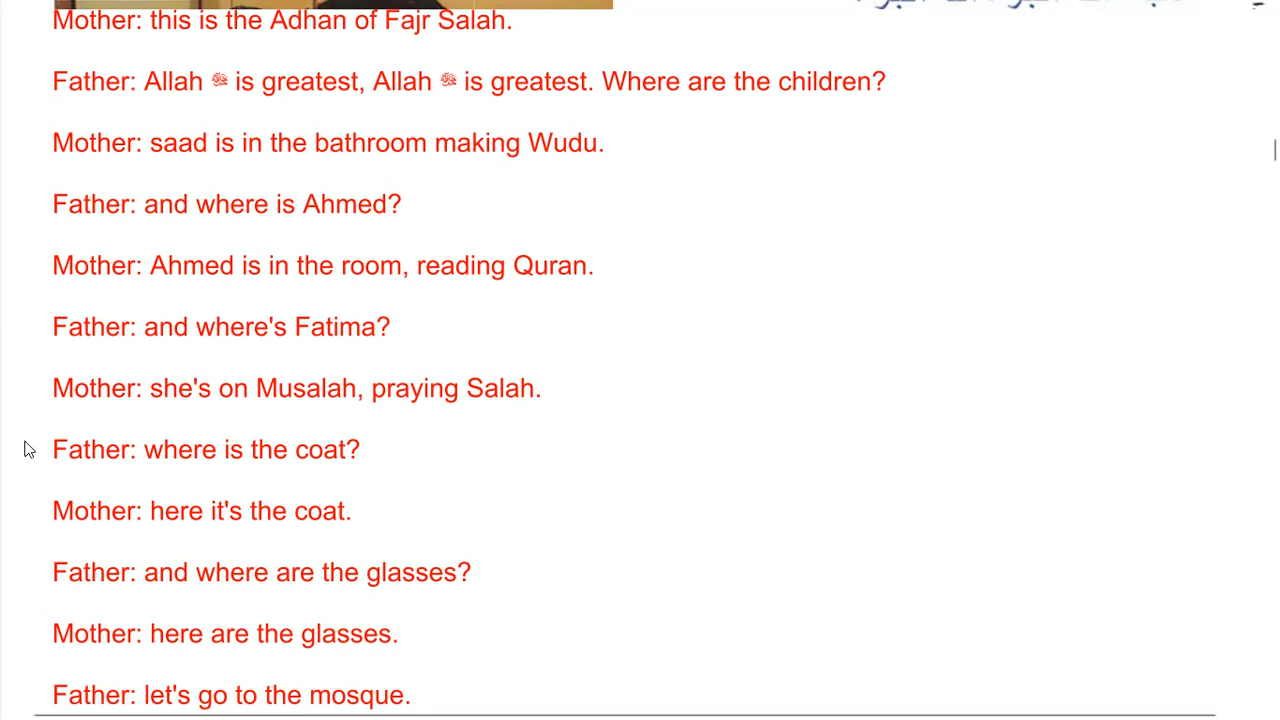 Mother: this is the Adhan of Fajr Salah.
Father: Allah ﷻ is greatest, Allah ﷻ is greatest. Where are the children?
Mother: saad is in the bathroom making Wudu.
Father: and where is Ahmed?
Mother: Ahmed is in the room, reading Quran.
Father: and where's Fatima?
Mother: she's on Musalah, praying Salah.
Father: where is the coat?
Mother: here it's the coat.
Father: and where are the glasses?
Mother: here are the glasses.
Father: let's go to the mosque.